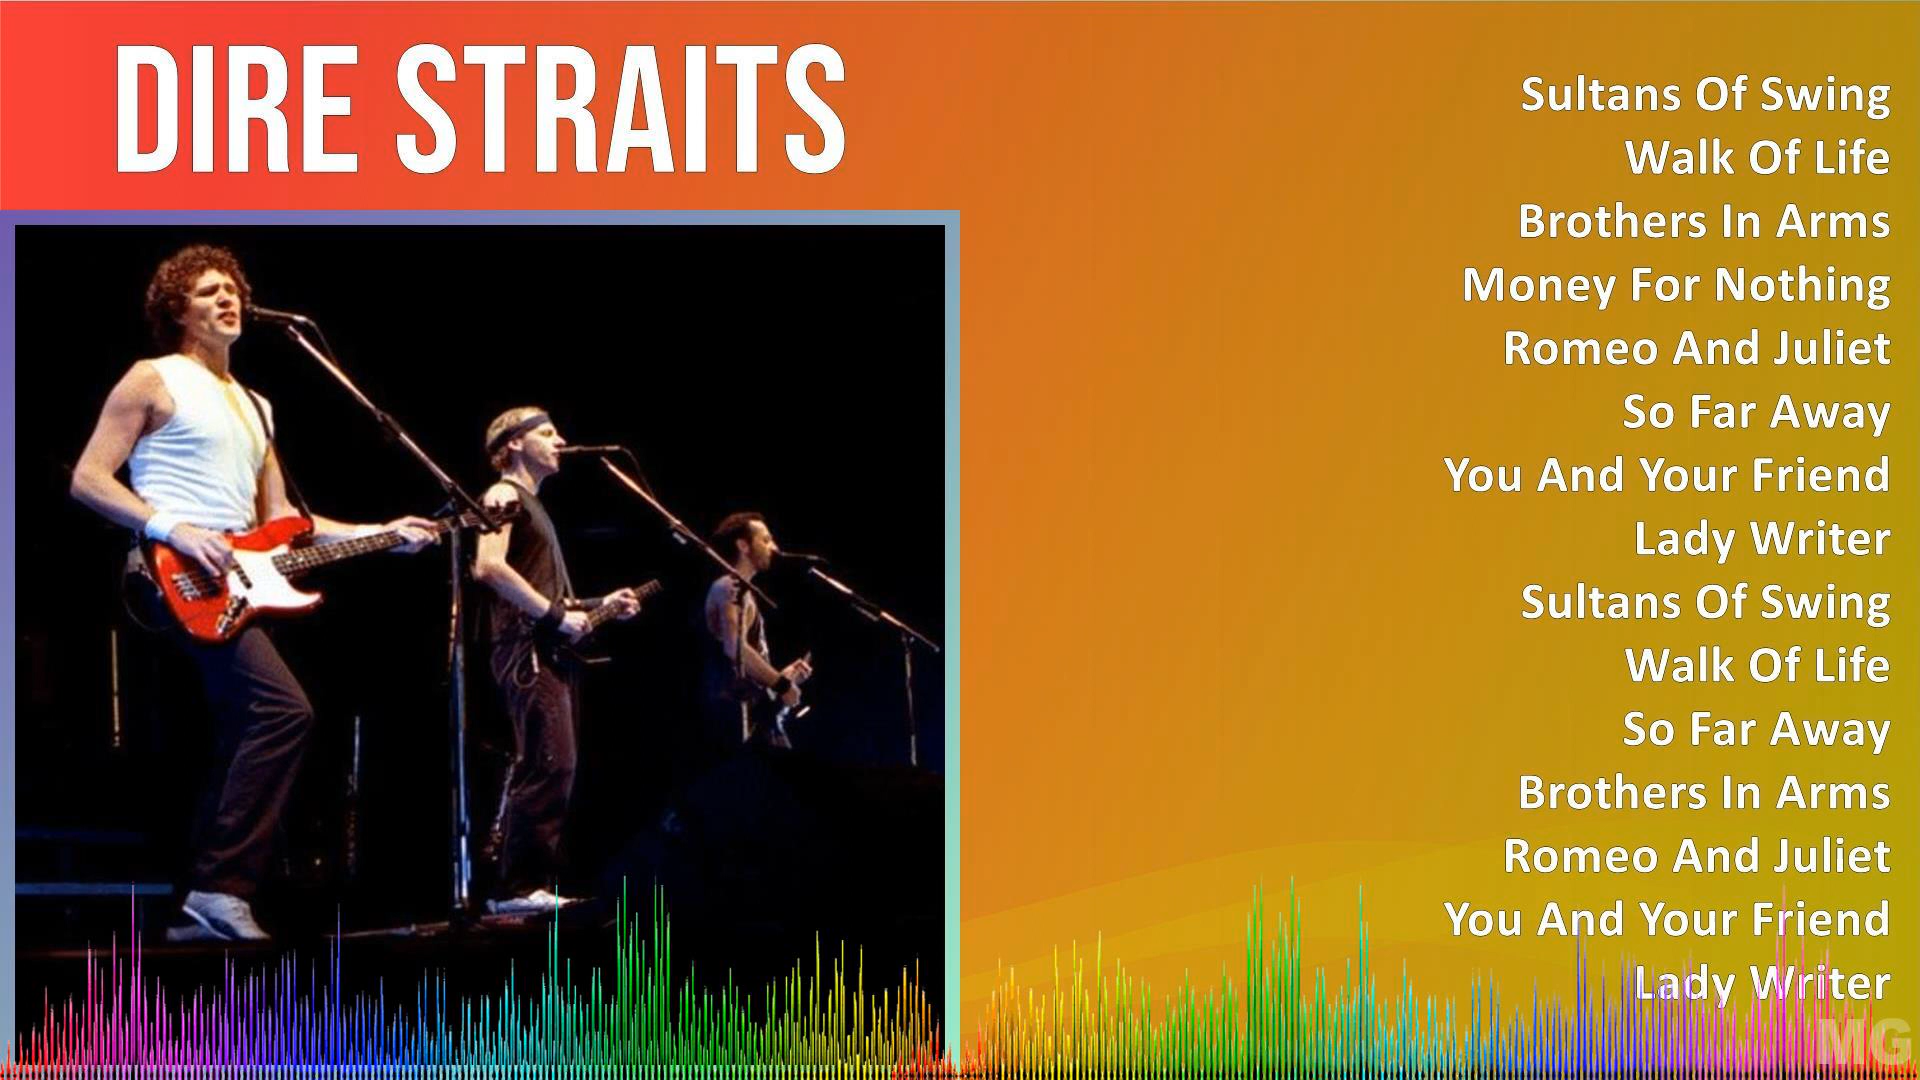 DIRE STRAITS
Sultans Of Swing
Walk Of Life
Brothers In Arms
Money For Nothing
Romeo And Juliet
So Far Away
You And Your Friend
Lady Writer
Sultans Of Swing
Walk Of Life
So Far Away
Brothers In Arms
Romeo And Juliet
You And Your Friend
Lady Writer
MG